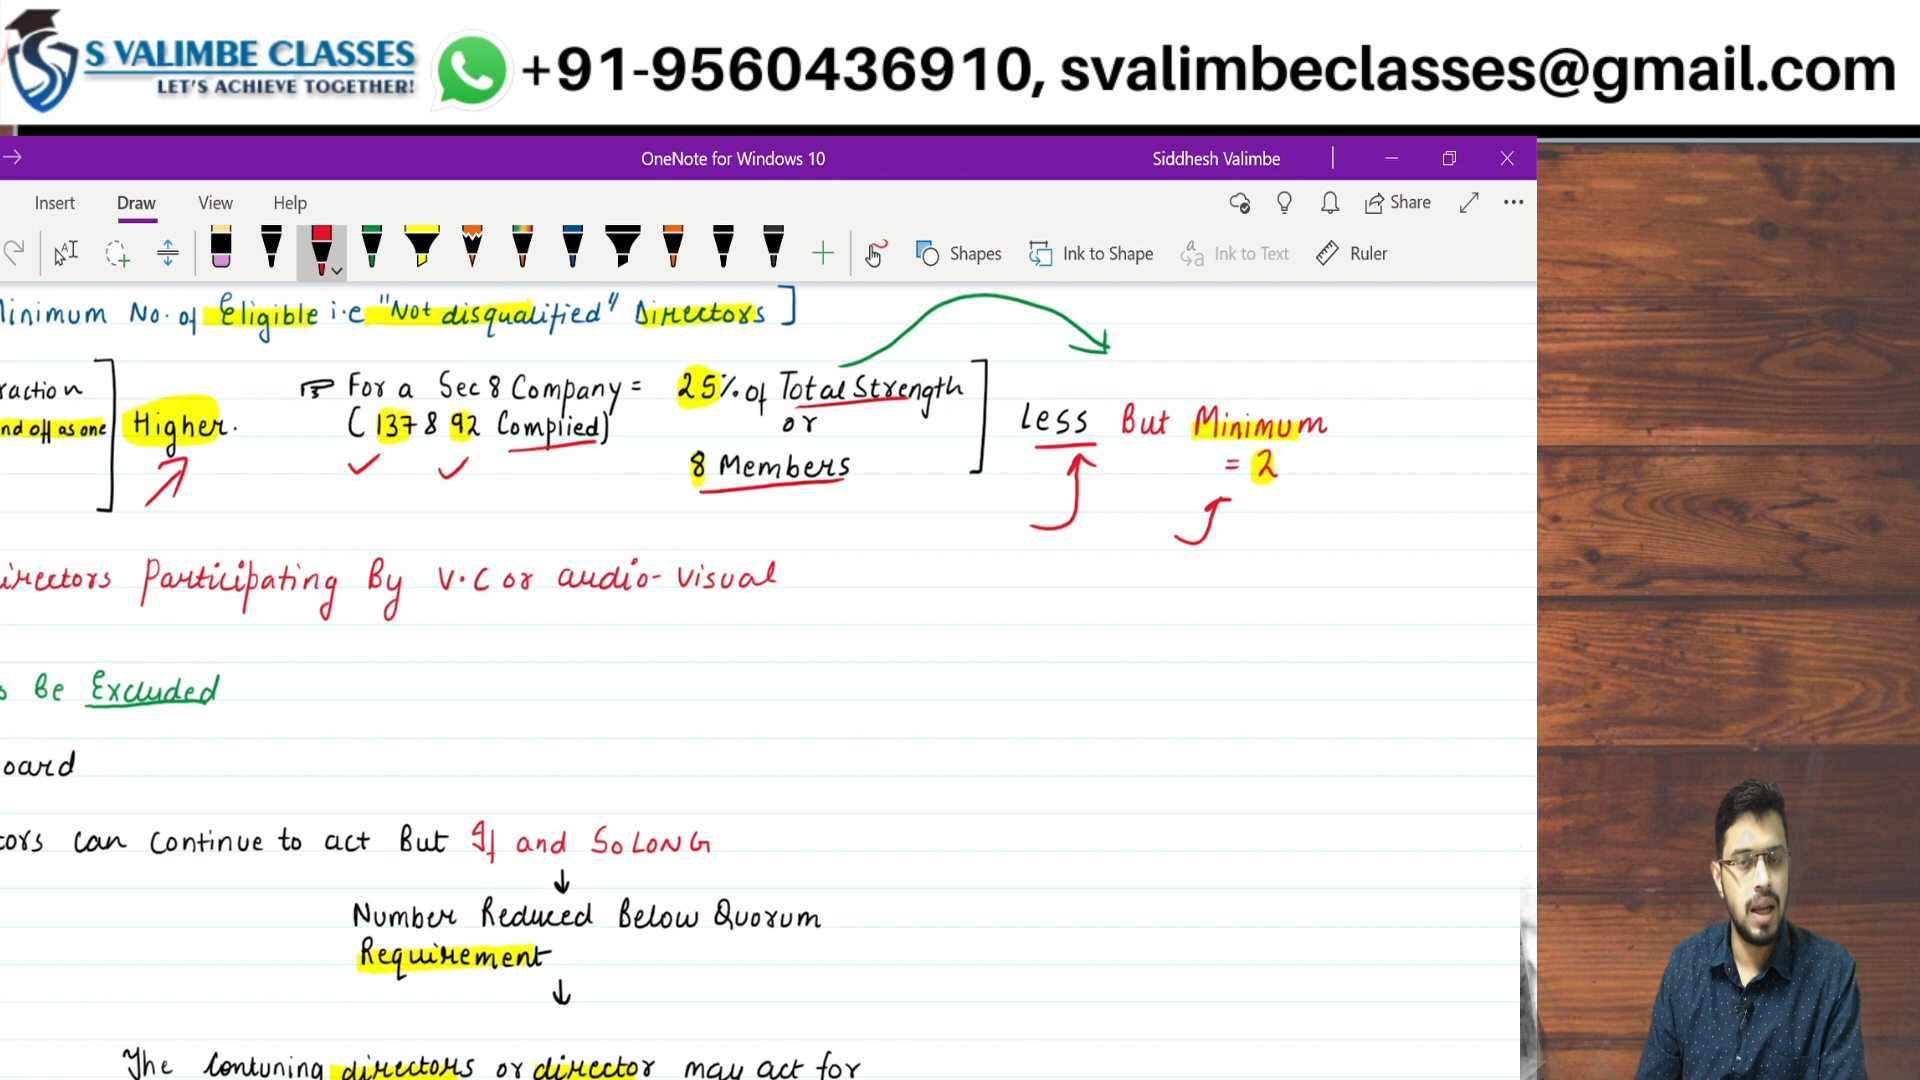 S VALIMBE CLASSES
LET'S ACHIEVE TOGETHER!
+91-9560436910, svalimbeclasses@gmail.com
OneNote for Windows 10
Siddhesh Valimbe
Insert Draw View Help
Share
Shapes Ink to Shape Ink to Text Ruler
inimum No. of Eligible i.e "Not disqualified" Directors ]
raction
nd off as one
Higher.
For a Sec 8 Company = 25% of Total Strength
(137 & 92 Complied) or
8 Members
Less But Minimum
= 2
irectors Participating By V.C or audio-visual
o Be Excluded
oard
tors can continue to act But If and So LONG
↓
Number Reduced Below Quorum
Requirement
↓
The Contuning directors or director may act for